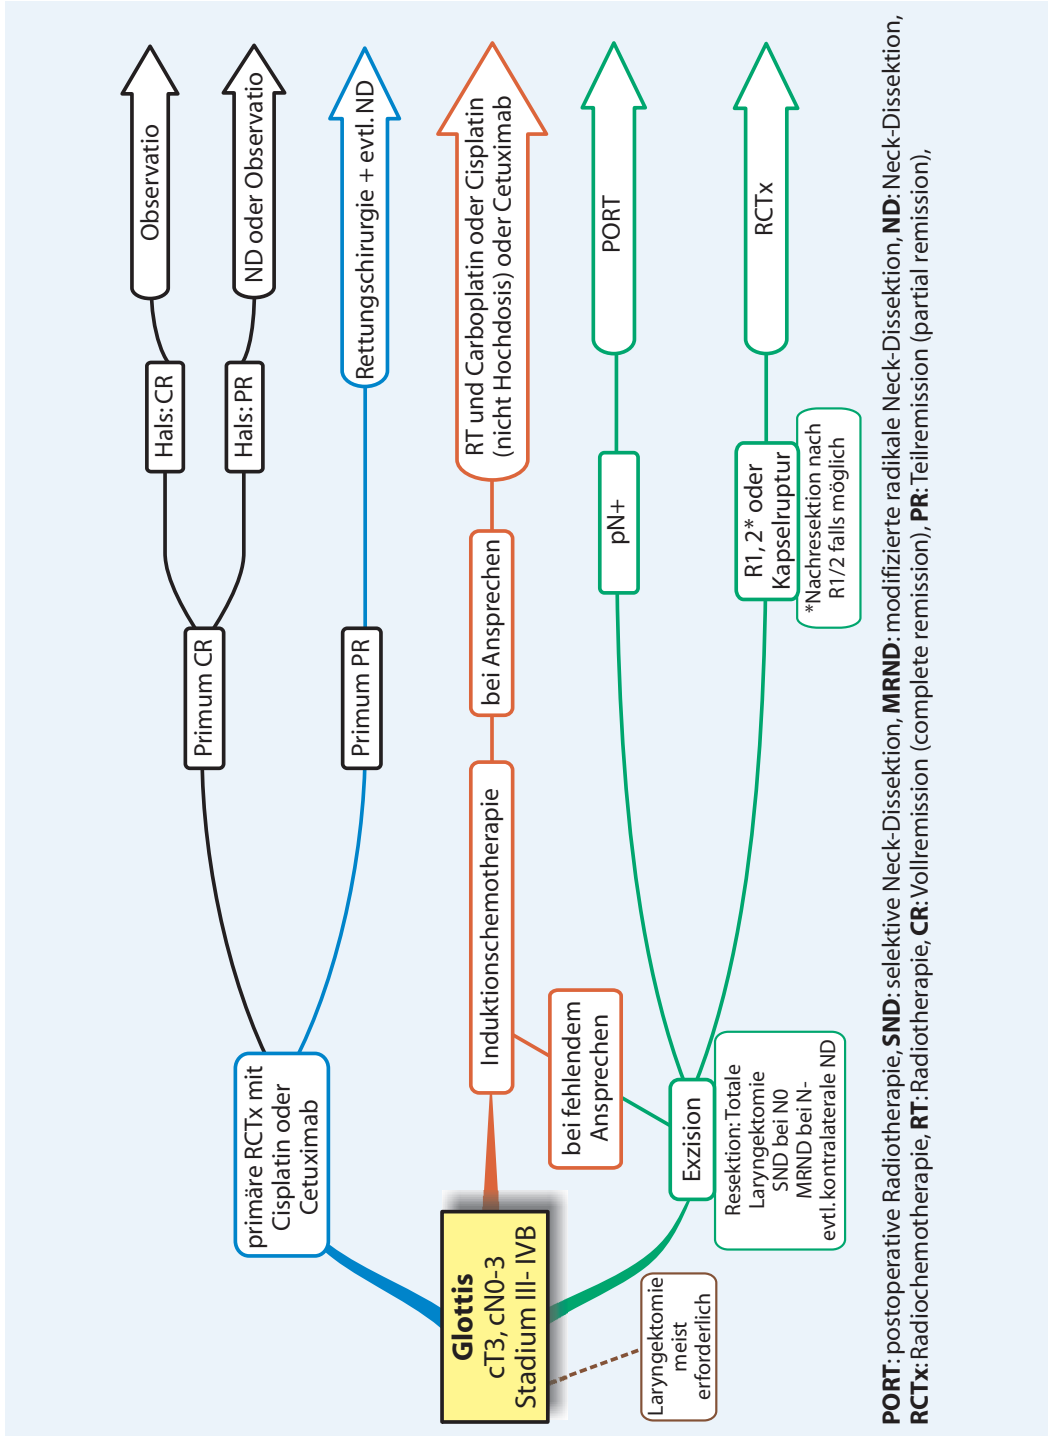 Glottis
cT3, cN0-3
Stadium III- IVB
Laryngektomie
meist
erforderlich
primäre RCTx mit
Cisplatin oder
Cetuximab
Primum CR
Hals: CR
Observatio
Hals: PR
ND oder Observatio
Primum PR
Rettungschirurgie + evtl. ND
Induktionschemotherapie
bei Ansprechen
RT und Carboplatin oder Cisplatin
(nicht Hochdosis) oder Cetuximab
bei fehlendem
Ansprechen
Exzision
Resektion: Totale
Laryngektomie
SND bei N0
MRND bei N-
evtl. kontralaterale ND
pN+
PORT
R1, 2* oder
Kapselruptur
*Nachresektion nach
R1/2 falls möglich
RCTx
PORT: postoperative Radiotherapie, SND: selektive Neck-Dissektion, MRND: modifizierte radikale Neck-Dissektion, ND: Neck-Dissektion,
RCTx: Radiochemotherapie, RT: Radiotherapie, CR: Vollremission (complete remission), PR: Teilremission (partial remission),